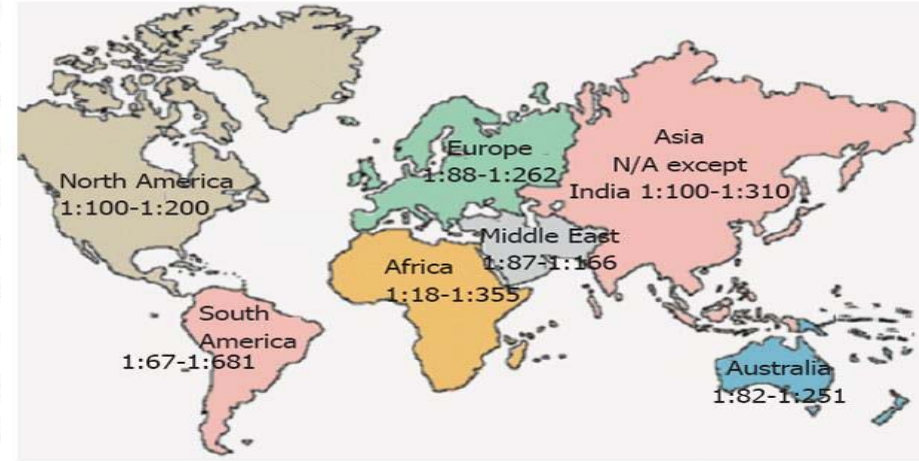 North America
1:100-1:200
Europe
1:88-1:262
Asia
N/A except
India 1:100-1:310
Middle East
1:87-1:166
Africa
1:18-1:355
South
America
1:67-1:681
Australia
1:82-1:251